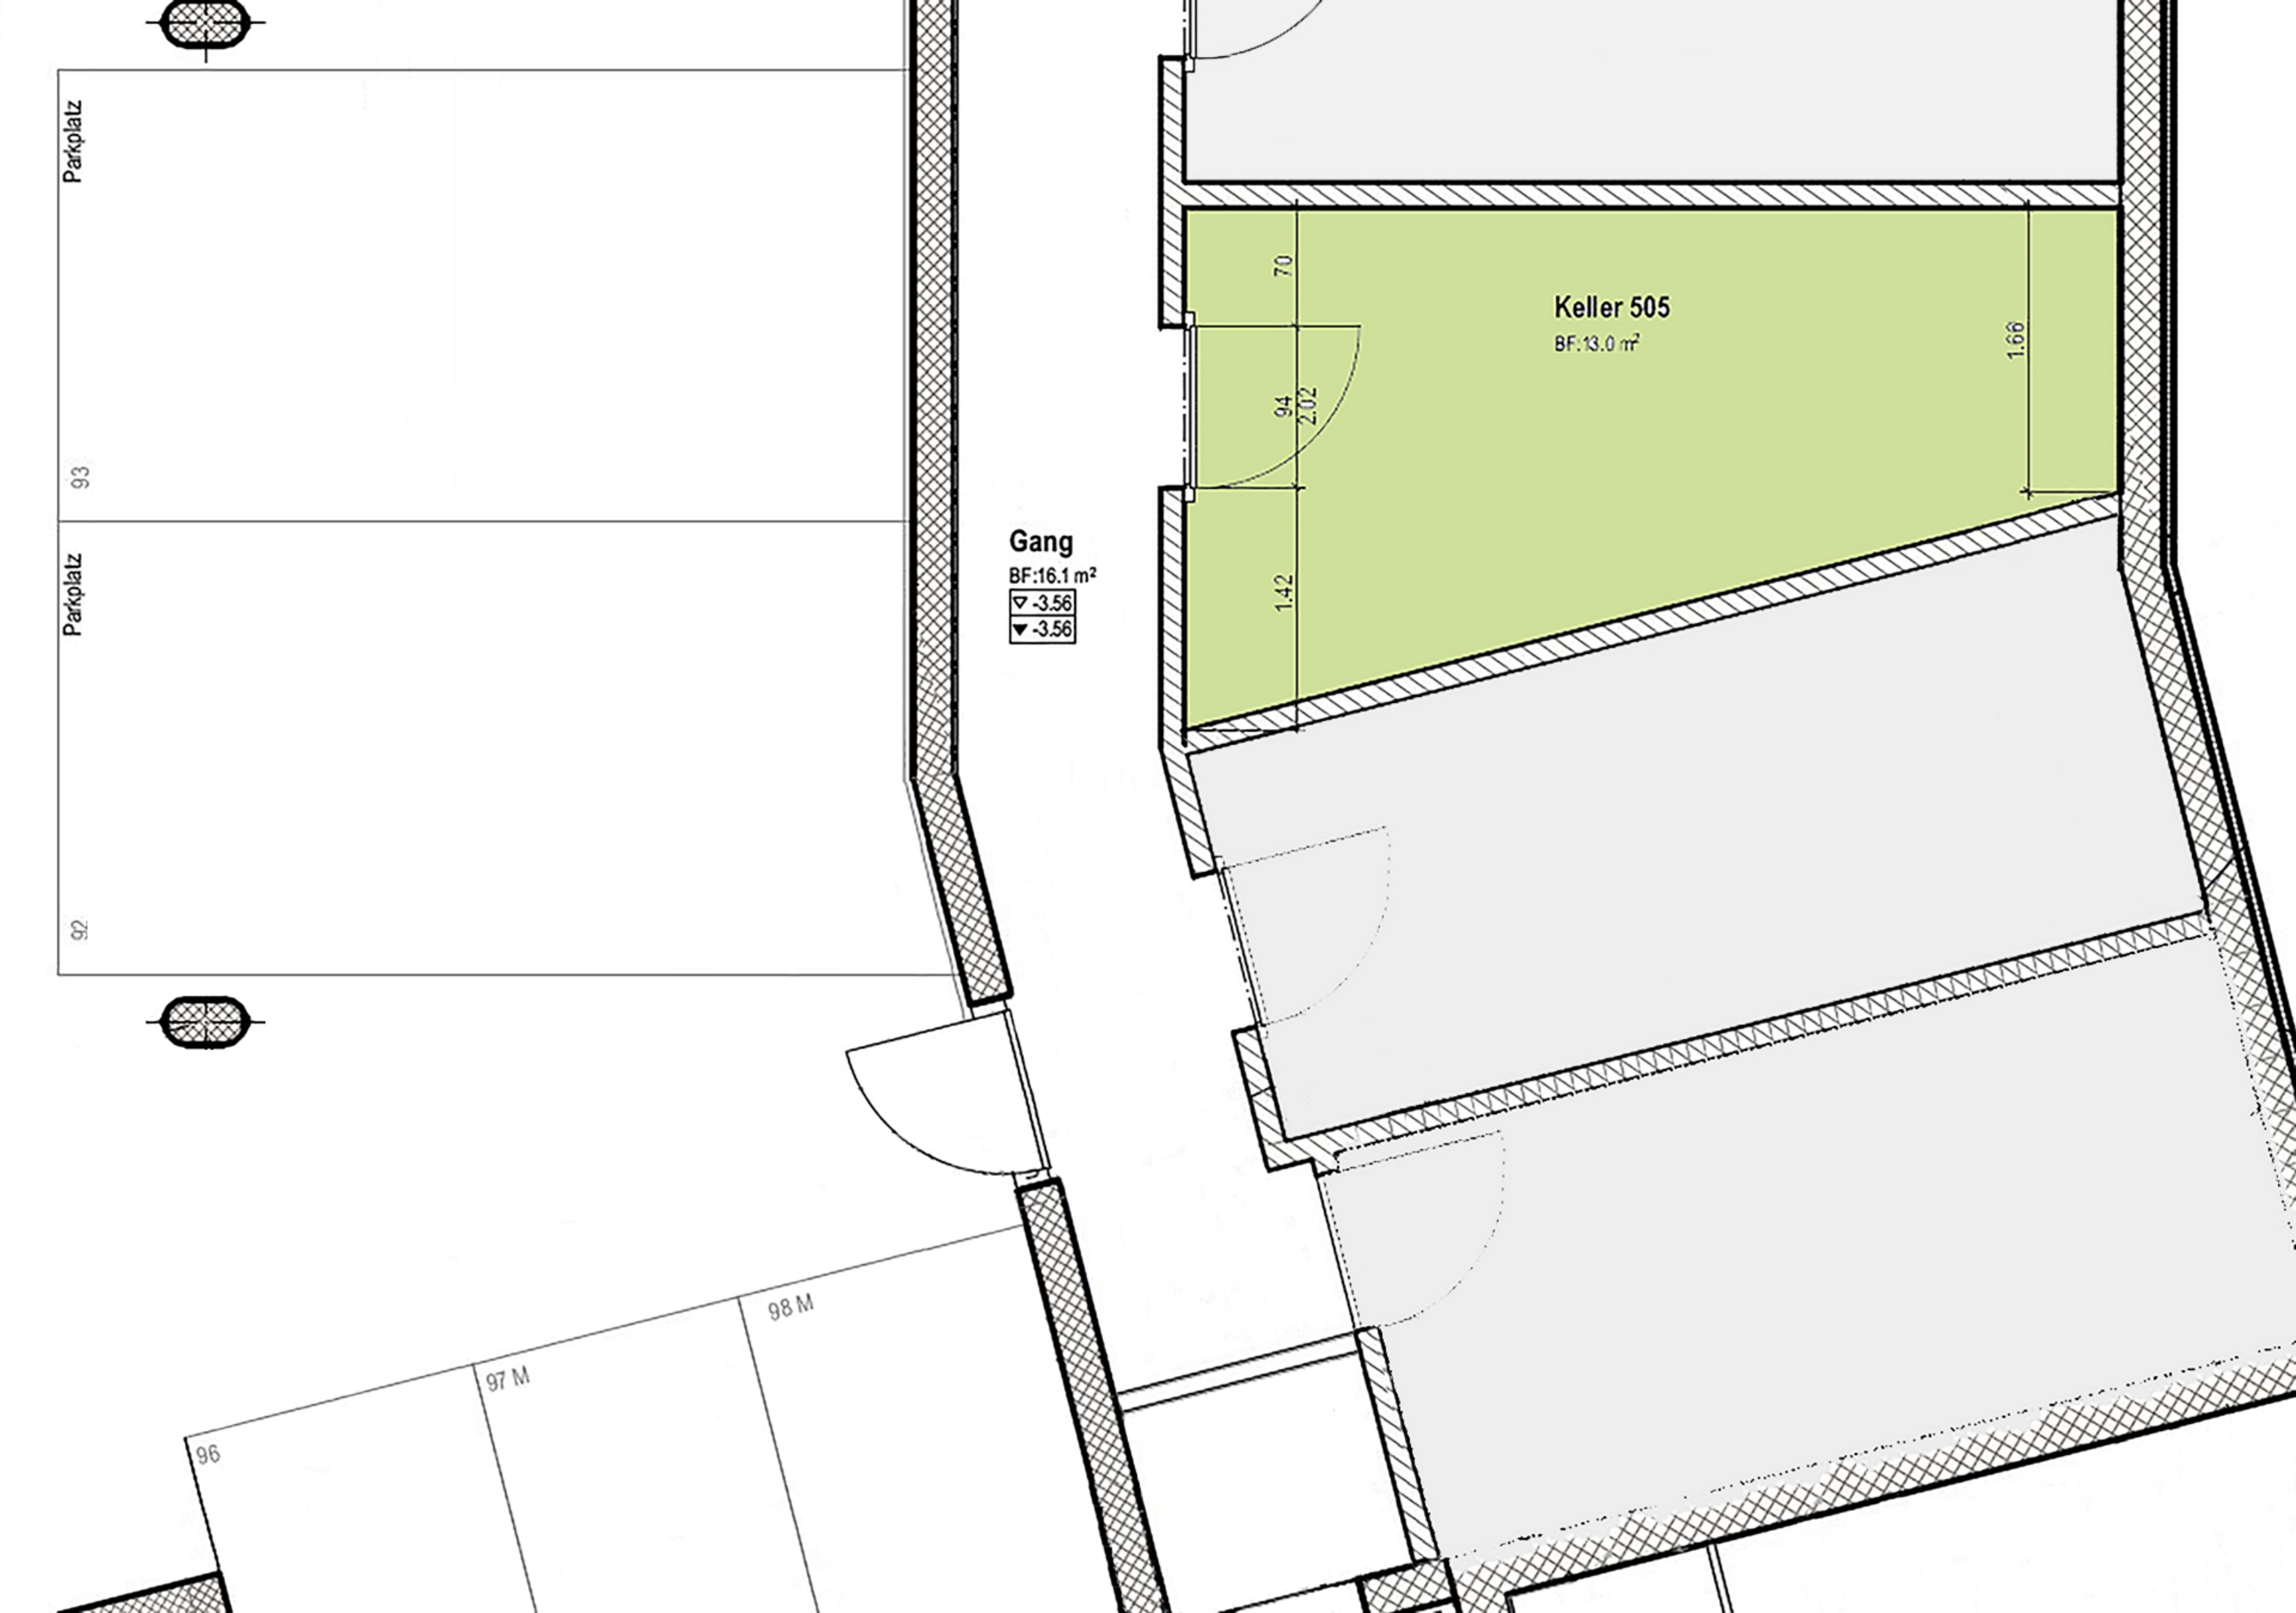 Parkplatz
93
Parkplatz
92
Gang
BF:16.1 m²
▽ -3.56
▼ -3.56
70
94
2.02
1.42
Keller 505
BF:13.0 m²
1.66
98 M
97 M
96